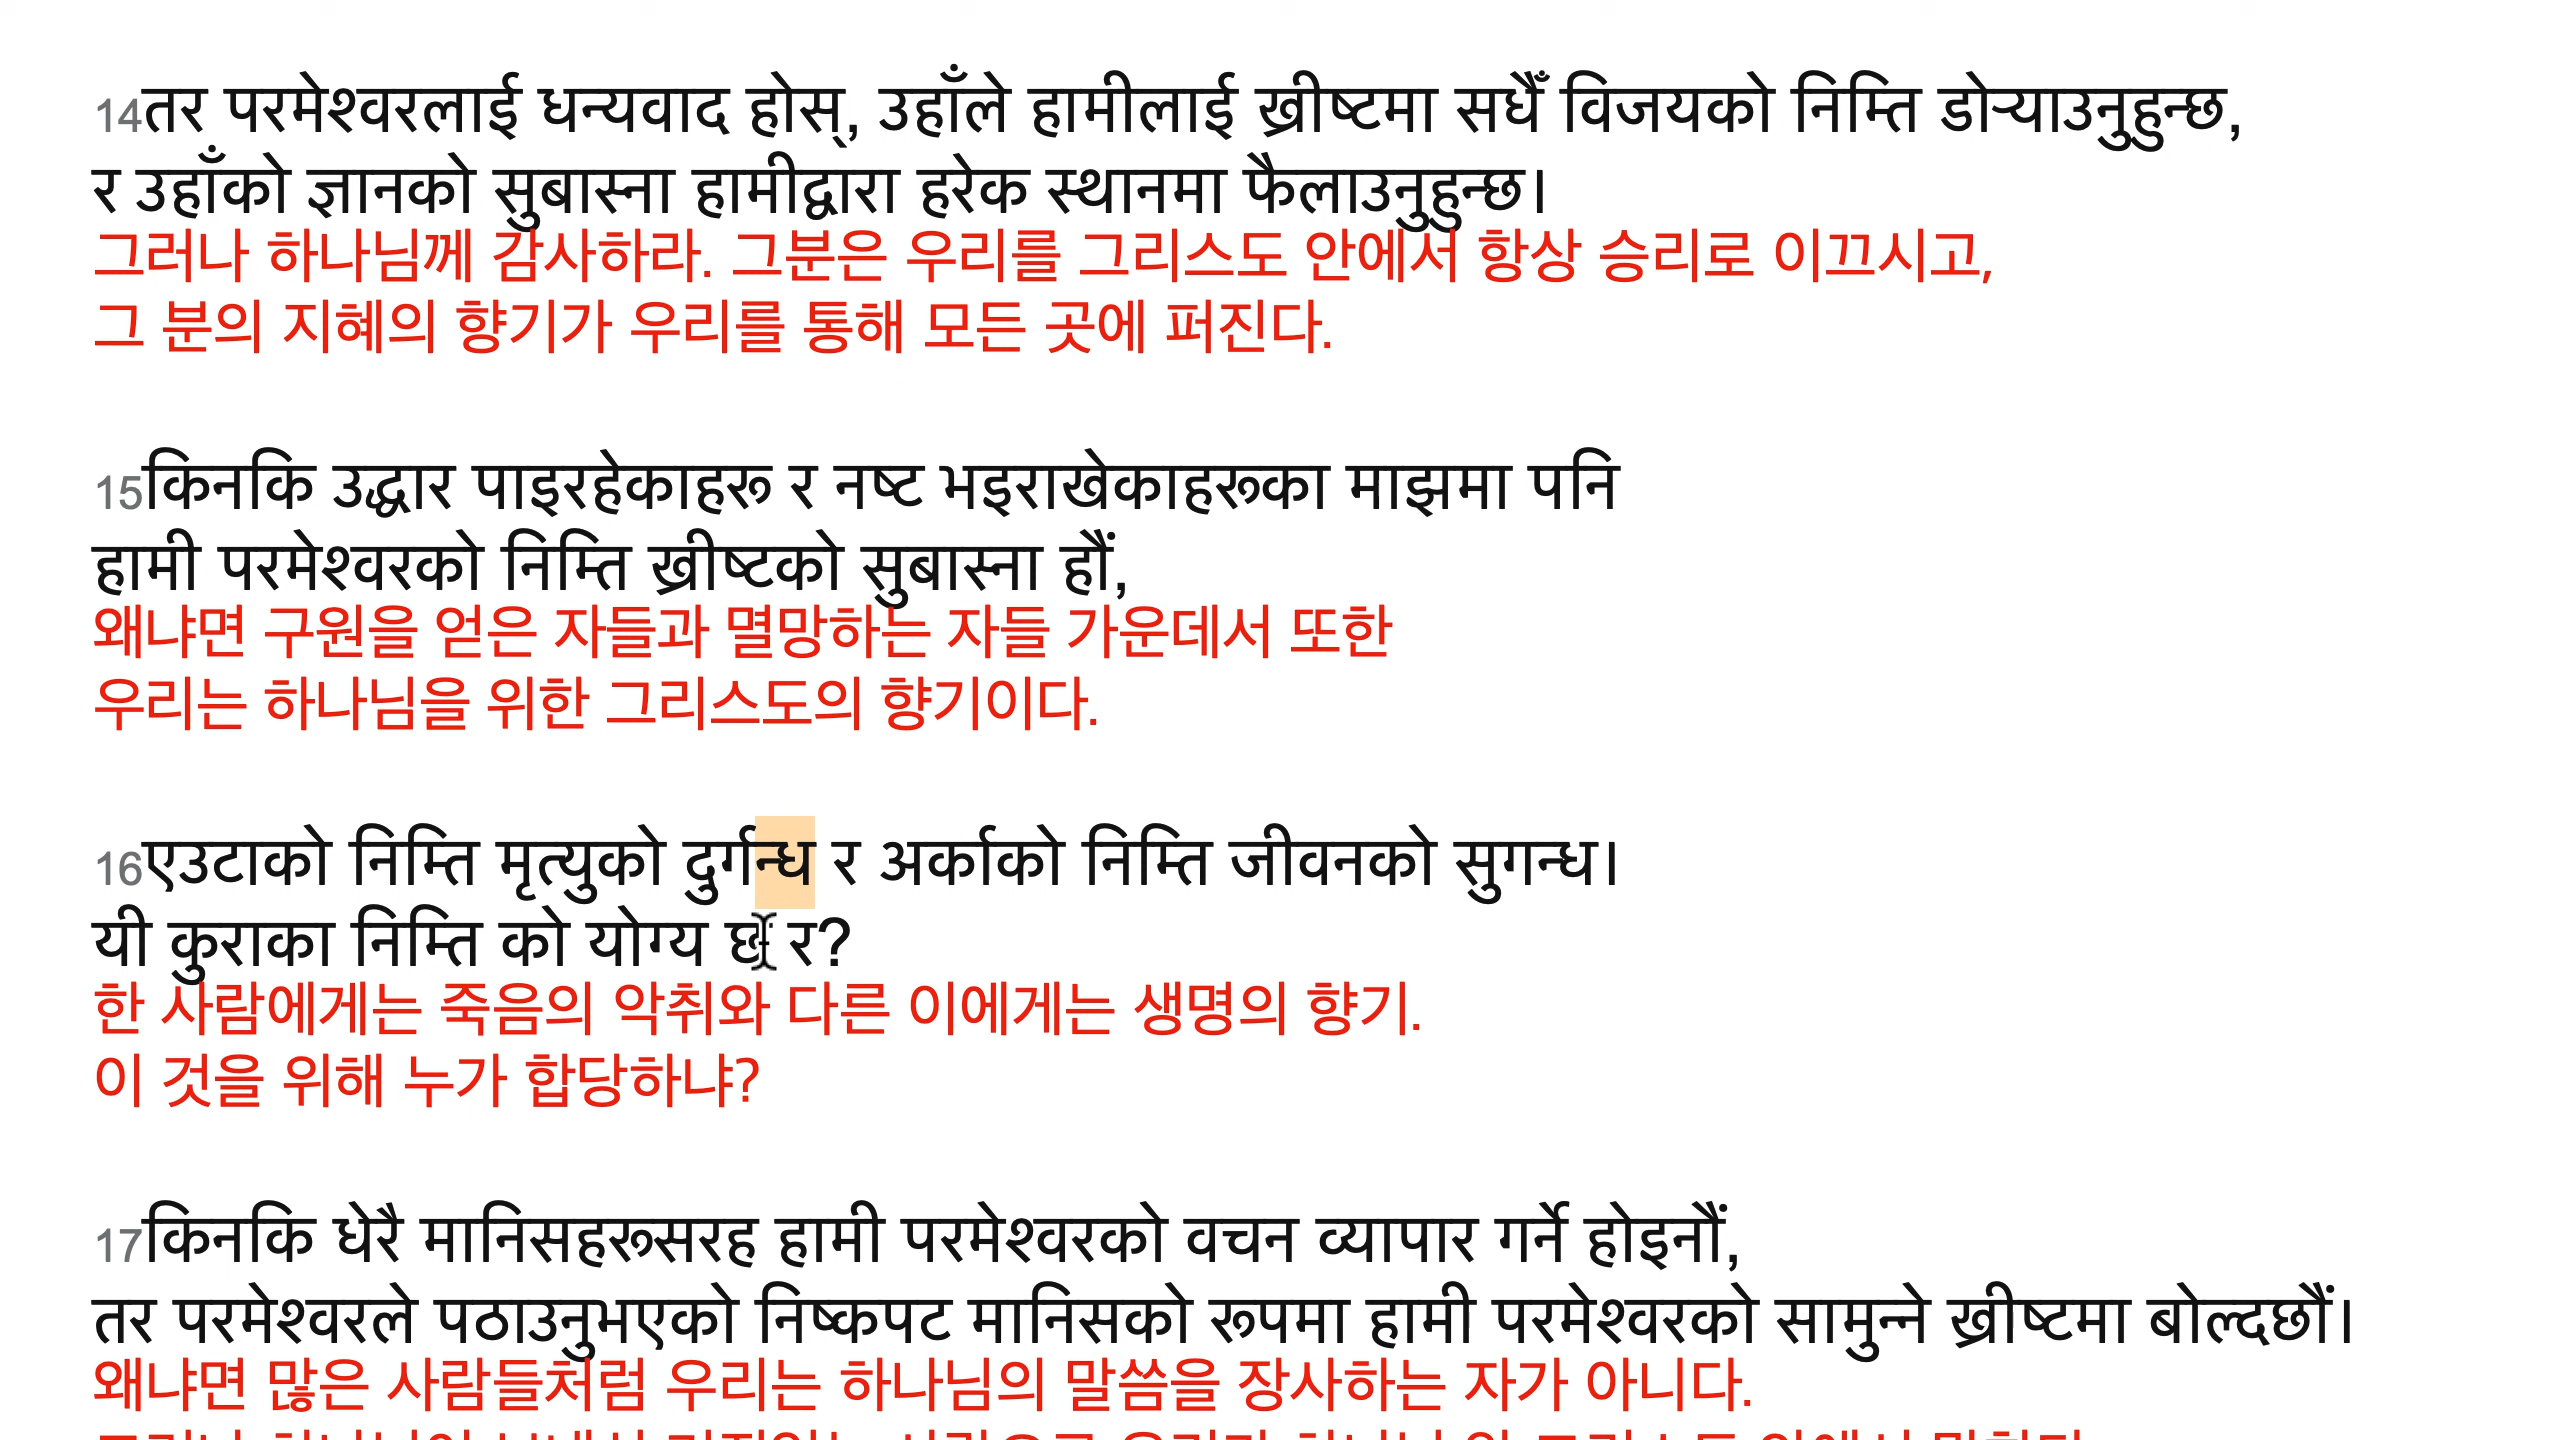 14तर परमेश्वरलाई धन्यवाद होस्, उहाँले हामीलाई ख्रीष्टमा सधैँ विजयको निम्ति डोऱ्याउनुहुन्छ,
र उहाँको ज्ञानको सुबास्ना हामीद्वारा हरेक स्थानमा फैलाउनुहुन्छ।
그러나 하나님께 감사하라. 그분은 우리를 그리스도 안에서 항상 승리로 이끄시고,
그 분의 지혜의 향기가 우리를 통해 모든 곳에 퍼진다.
15किनकि उद्धार पाइरहेकाहरू र नष्ट भइराखेकाहरूका माझमा पनि
हामी परमेश्वरको निम्ति ख्रीष्टको सुबास्ना हौं,
왜냐면 구원을 얻은 자들과 멸망하는 자들 가운데서 또한
우리는 하나님을 위한 그리스도의 향기이다.
16एउटाको निम्ति मृत्युको दुर्गन्ध र अर्काको निम्ति जीवनको सुगन्ध।
यी कुराका निम्ति को योग्य छ र?
한 사람에게는 죽음의 악취와 다른 이에게는 생명의 향기.
이 것을 위해 누가 합당하냐?
17किनकि धेरै मानिसहरूसरह हामी परमेश्वरको वचन व्यापार गर्ने होइनौं,
तर परमेश्वरले पठाउनुभएको निष्कपट मानिसको रूपमा हामी परमेश्वरको सामुन्ने ख्रीष्टमा बोल्दछौं।
왜냐면 많은 사람들처럼 우리는 하나님의 말씀을 장사하는 자가 아니다.